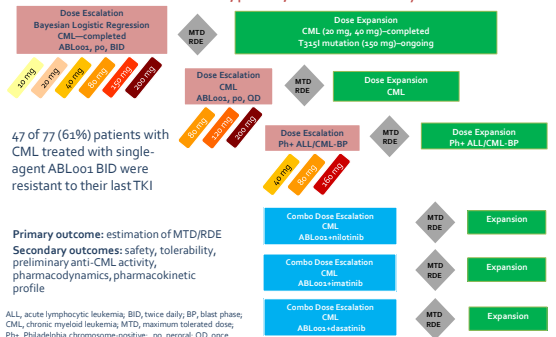 Dose Escalation
Bayesian Logistic Regression
CML—completed
ABL001, po, BID
MTD
RDE
Dose Expansion
CML (20 mg, 40 mg)–completed
T315I mutation (150 mg)–ongoing
10 mg
20 mg
40 mg
80 mg
150 mg
200 mg
Dose Escalation
CML
ABL001, po, QD
MTD
RDE
Dose Expansion
CML
80 mg
120 mg
200 mg
Dose Escalation
Ph+ ALL/CML-BP
MTD
RDE
Dose Expansion
Ph+ ALL/CML-BP
40 mg
80 mg
160 mg
47 of 77 (61%) patients with
CML treated with single-
agent ABL001 BID were
resistant to their last TKI
Combo Dose Escalation
CML
ABL001+nilotinib
MTD
RDE
Expansion
Primary outcome: estimation of MTD/RDE
Secondary outcomes: safety, tolerability,
preliminary anti-CML activity,
pharmacodynamics, pharmacokinetic
profile
Combo Dose Escalation
CML
ABL001+imatinib
MTD
RDE
Expansion
Combo Dose Escalation
CML
ABL001+dasatinib
MTD
RDE
Expansion
ALL, acute lymphocytic leukemia; BID, twice daily; BP, blast phase;
CML, chronic myeloid leukemia; MTD, maximum tolerated dose;
Ph+, Philadelphia chromosome-positive; po, peroral; QD, once